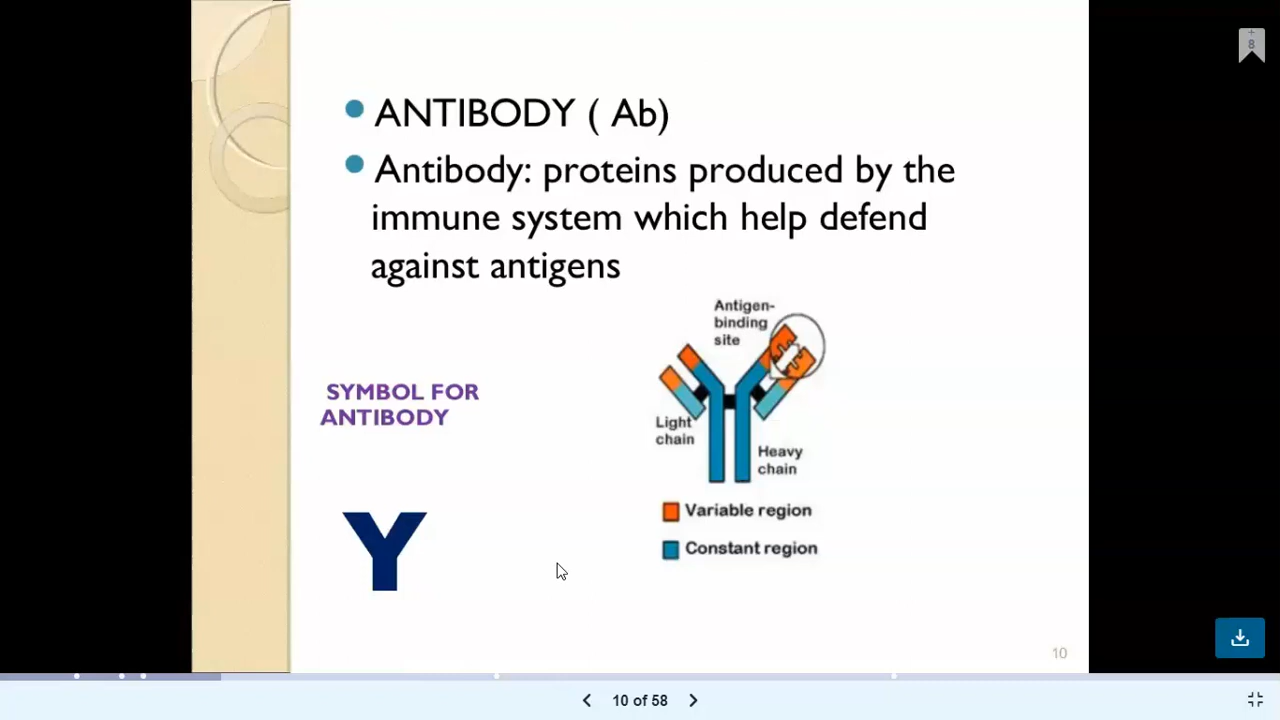 ANTIBODY ( Ab)
Antibody: proteins produced by the
immune system which help defend
against antigens
Antigen-
binding
site
SYMBOL FOR
ANTIBODY
Light
chain
Heavy
chain
Variable region
Constant region
Y
10
8
10 of 58